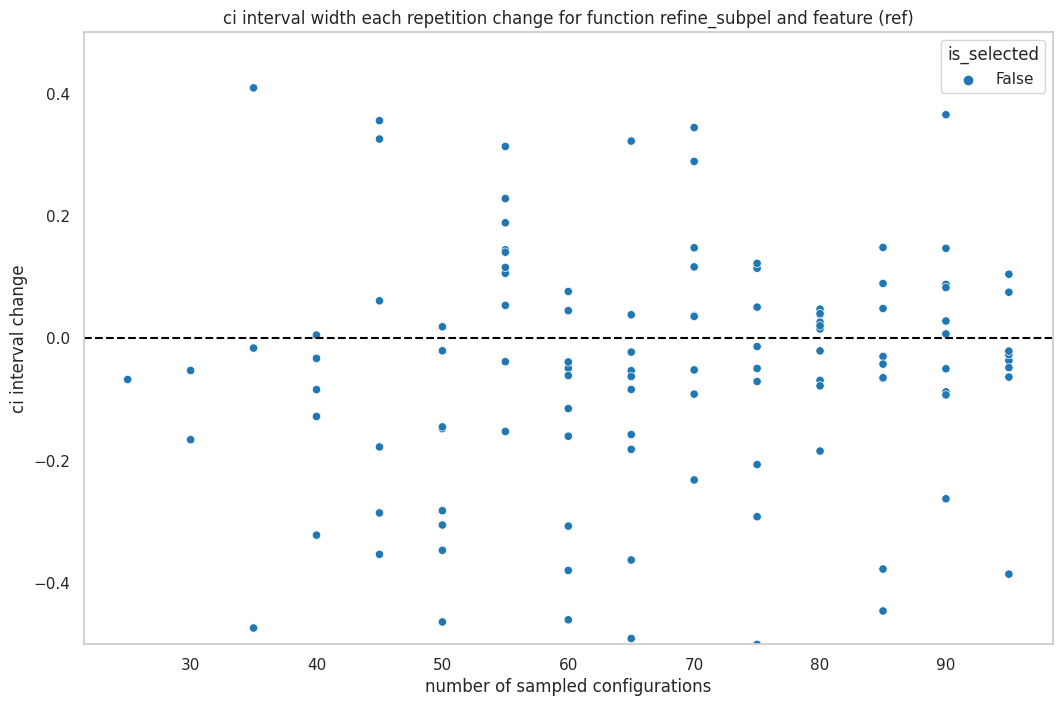 ci interval width each repetition change for function refine_subpel and feature (ref)
is_selected
False
ci interval change
0.4
0.2
0.0
−0.2
−0.4
30 40 50 60 70 80 90
number of sampled configurations